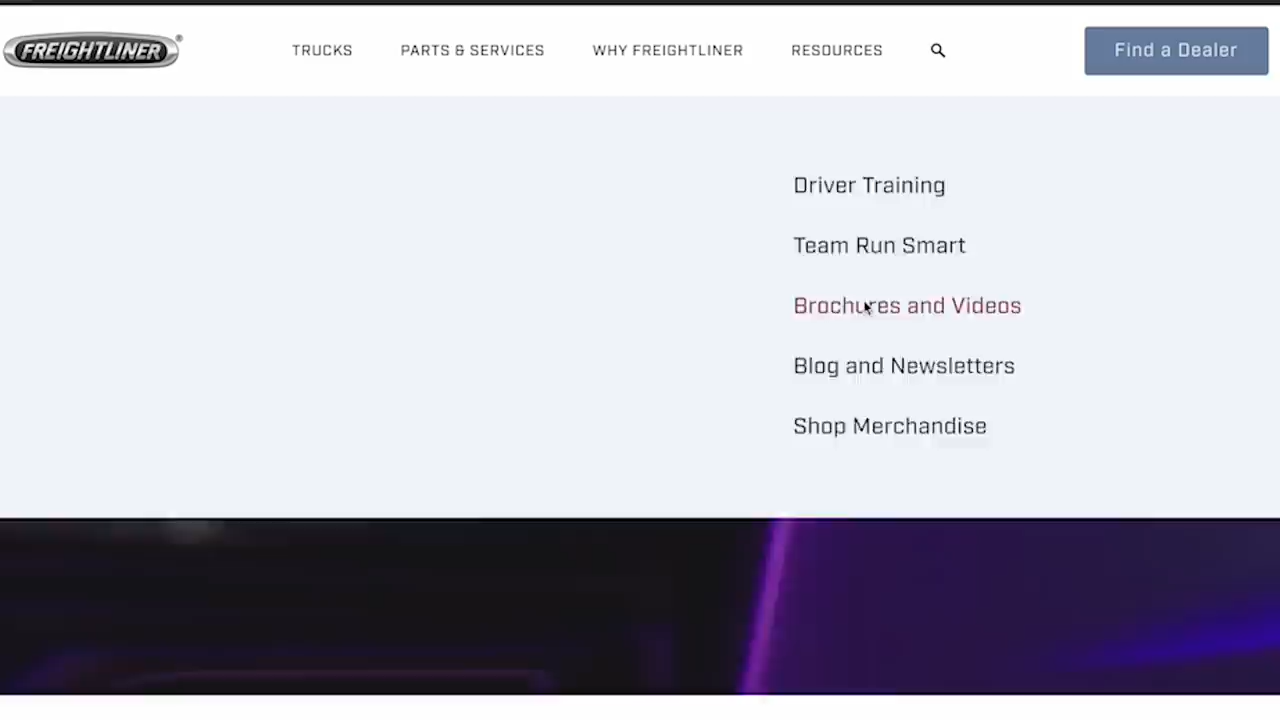 FREIGHTLINER®
TRUCKS
PARTS & SERVICES
WHY FREIGHTLINER
RESOURCES
Find a Dealer
Driver Training
Team Run Smart
Brochures and Videos
Blog and Newsletters
Shop Merchandise